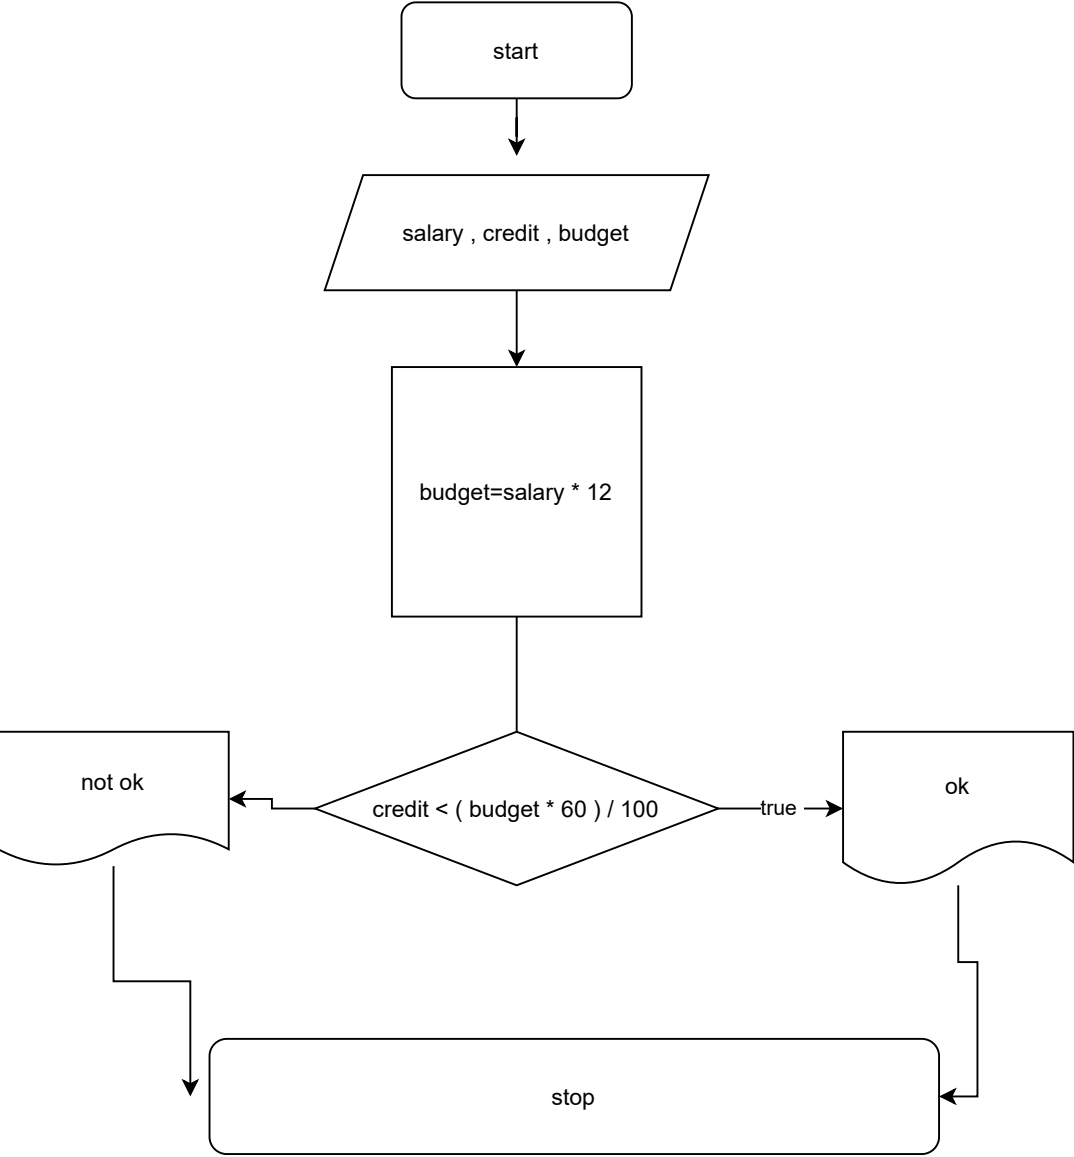 start
salary , credit , budget
budget=salary * 12
not ok
credit < ( budget * 60 ) / 100
true
ok
stop